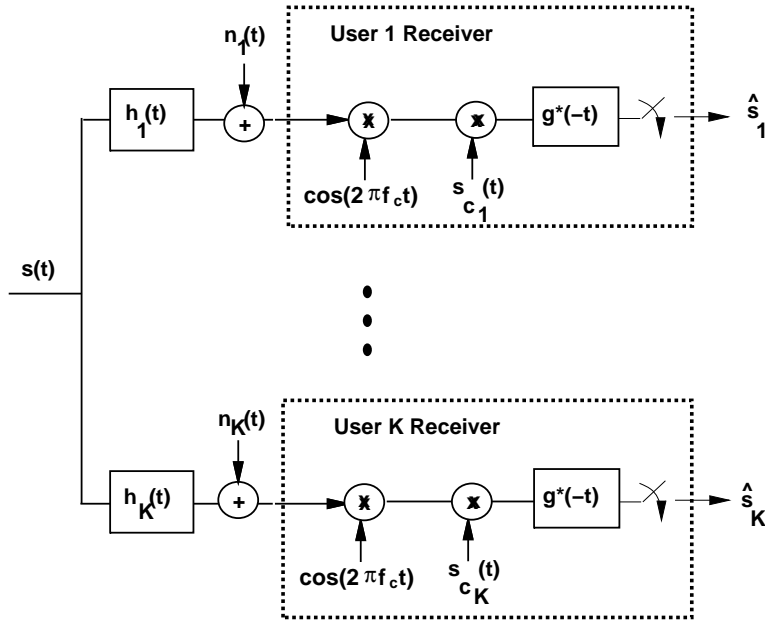 n1(t)
User 1 Receiver
h1(t)
+
x
x
g*(-t)
ŝ1
cos(2πfct)
sc1(t)
s(t)
nK(t)
User K Receiver
hK(t)
+
x
x
g*(-t)
ŝK
cos(2πfct)
scK(t)